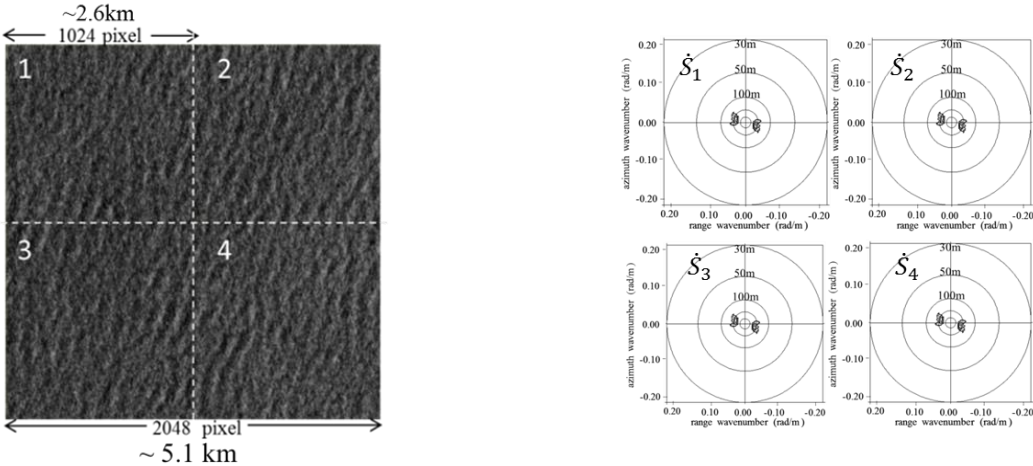 ~2.6km
1024 pixel
1
2
3
4
2048 pixel
~ 5.1 km
azimuth wavenumber (rad/m)
0.20
0.10
0.00
-0.10
-0.20
Ṡ1
30m
50m
100m
0.20 0.10 0.00 -0.10 -0.20
range wavenumber (rad/m)
azimuth wavenumber (rad/m)
0.20
0.10
0.00
-0.10
-0.20
Ṡ2
30m
50m
100m
0.20 0.10 0.00 -0.10 -0.20
range wavenumber (rad/m)
azimuth wavenumber (rad/m)
0.20
0.10
0.00
-0.10
-0.20
Ṡ3
30m
50m
100m
0.20 0.10 0.00 -0.10 -0.20
range wavenumber (rad/m)
azimuth wavenumber (rad/m)
0.20
0.10
0.00
-0.10
-0.20
Ṡ4
30m
50m
100m
0.20 0.10 0.00 -0.10 -0.20
range wavenumber (rad/m)